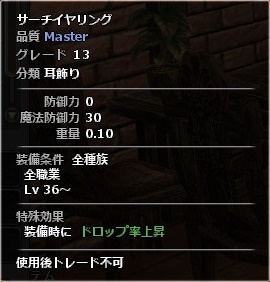 サーチイヤリング
品質 Master
グレード 13
分類 耳飾り
防御力 0
魔法防御力 30
重量 0.10
装備条件 全種族
全職業
Lv 36～
特殊効果
装備時に ドロップ率上昇
使用後トレード不可